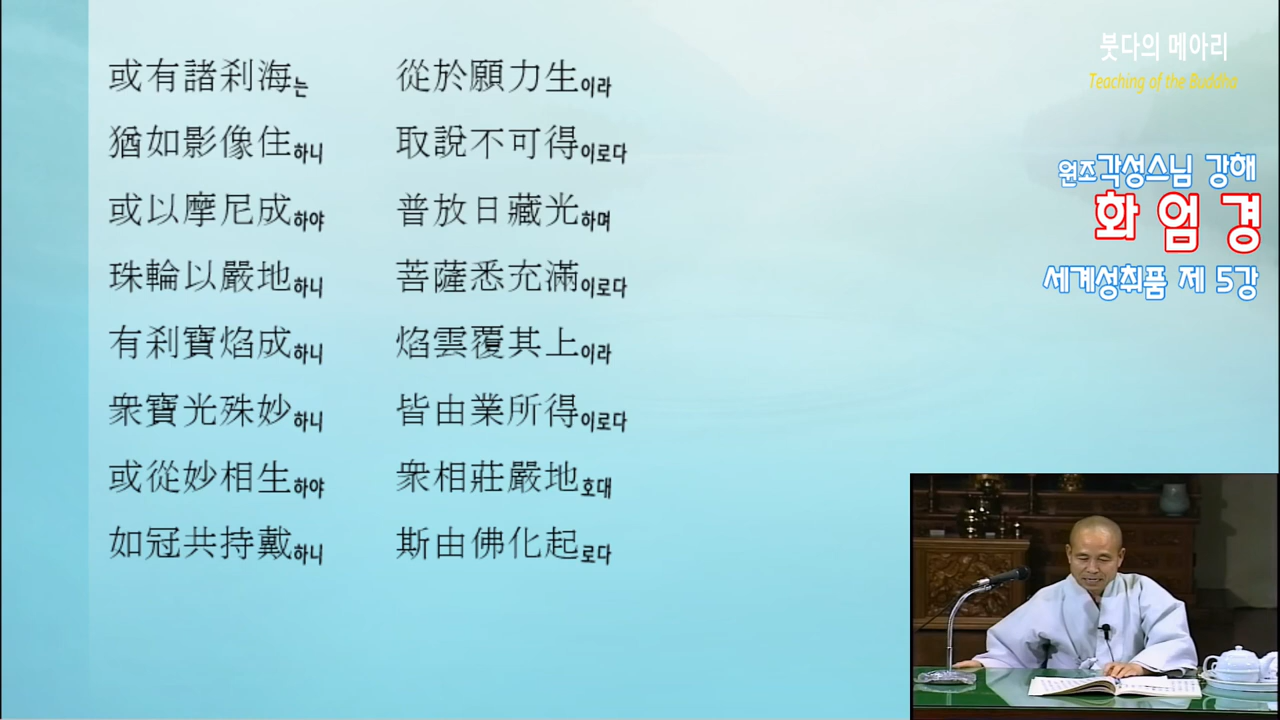 或有諸刹海는 從於願力生이라
猶如影像住하니 取說不可得이로다
或以摩尼成하야 普放日藏光하며
珠輪以嚴地하니 菩薩悉充滿이로다
有刹寶焰成하니 焰雲覆其上이라
衆寶光殊妙하니 皆由業所得이로다
或從妙相生하야 衆相莊嚴地호대
如冠共持戴하니 斯由佛化起로다
붓다의 메아리
Teaching of the Buddha
원조각성스님 강해
화엄경
세계성취품 제 5강